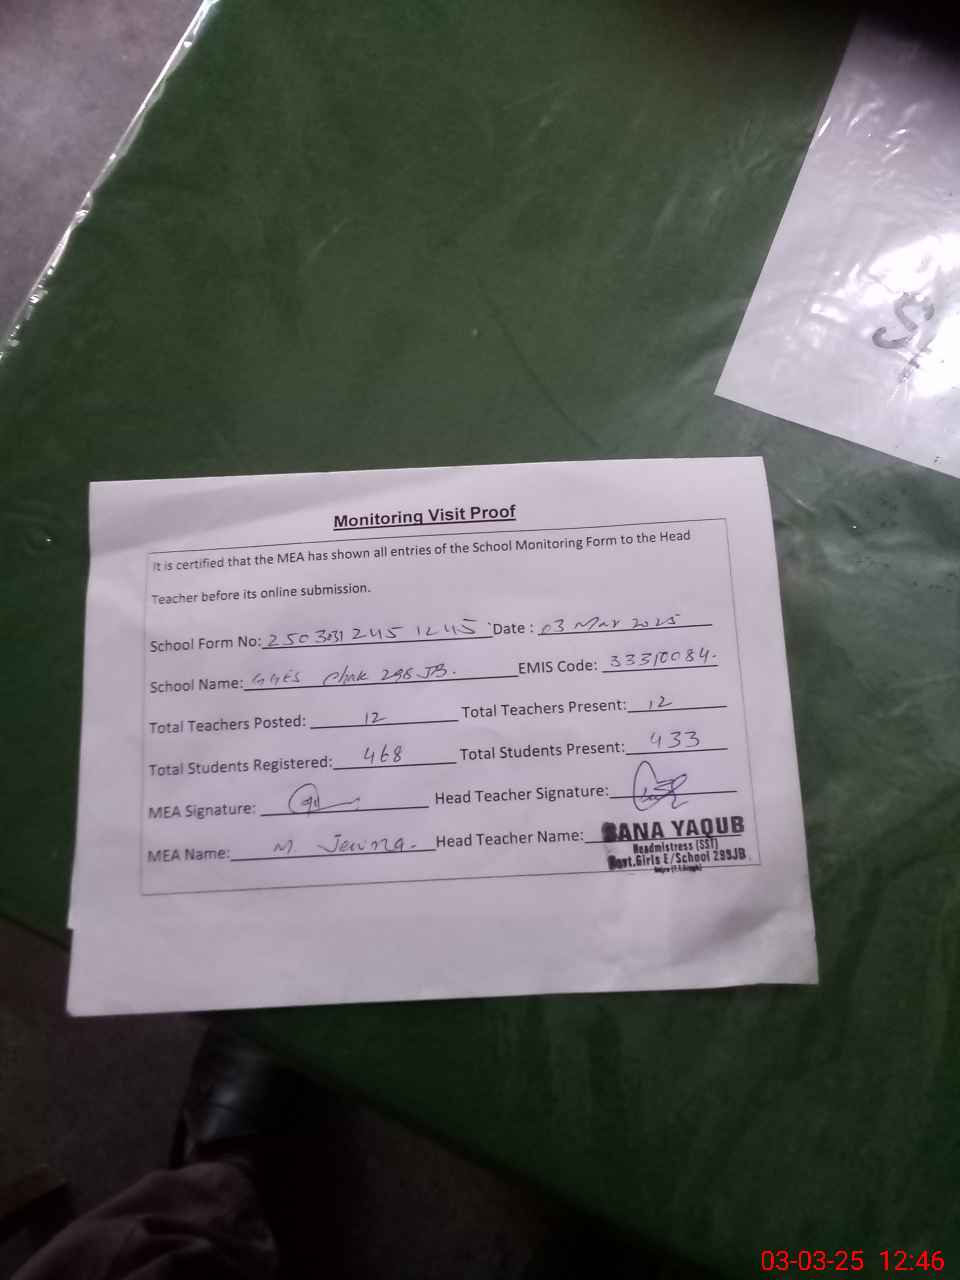 Monitoring Visit Proof
It is certified that the MEA has shown all entries of the School Monitoring Form to the Head
Teacher before its online submission.
School Form No: 2503031245 1245 Date : 03 Mar 2025
School Name: GGES Chak 298 JB. EMIS Code: 33310084.
Total Teachers Posted: 12 Total Teachers Present: 12
Total Students Registered: 468 Total Students Present: 433
MEA Signature: Head Teacher Signature:
MEA Name: M Head Teacher Name: SANA YAQUB
Headmistress (SST)
Govt.Girls E/School 299JB
03-03-25 12:46